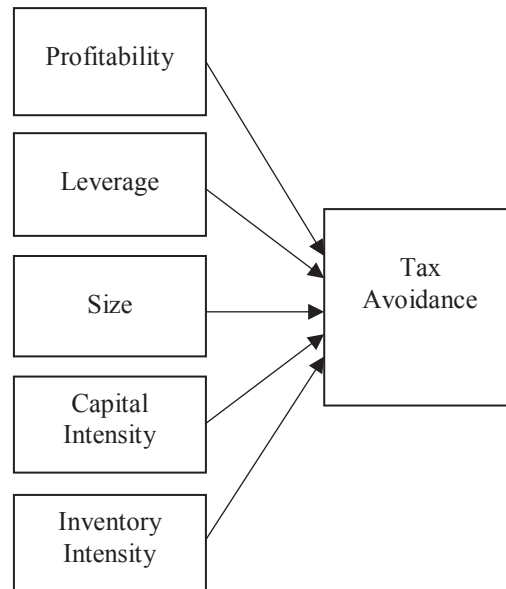 Profitability
Leverage
Size
Capital
Intensity
Inventory
Intensity
Tax
Avoidance